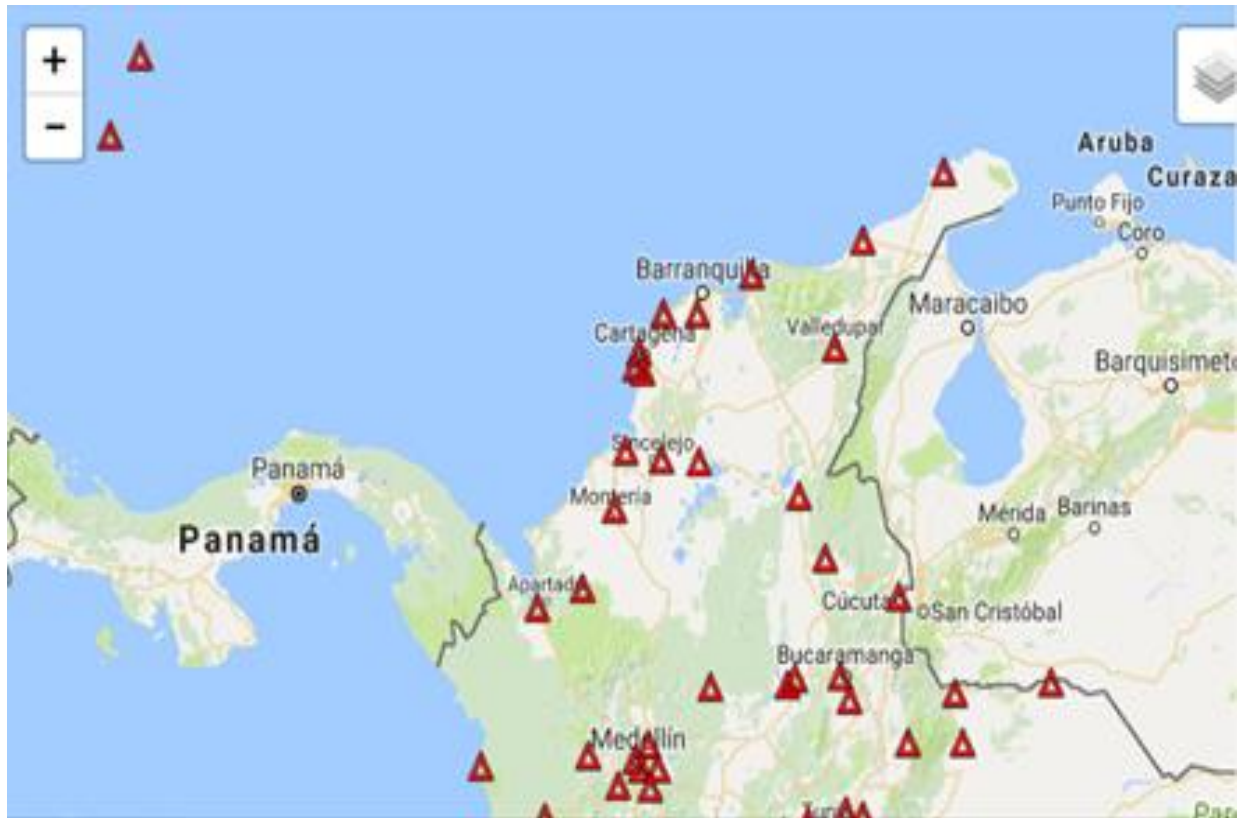 +
−
Aruba
Curaza
Punto Fijo
Coro
Barranquilla
Maracaibo
Cartagena
Valledupar
Barquisimeto
Sincelejo
Panamá
Montería
Mérida
Barinas
Panamá
Apartadó
Cúcuta
San Cristóbal
Bucaramanga
Medellín